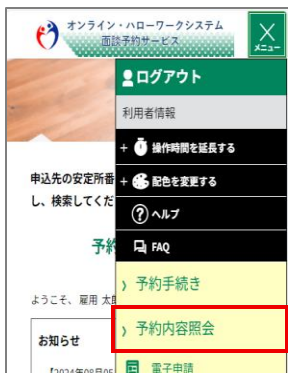 オンライン・ハローワークシステム
面談予約サービス
メニュー
ログアウト
利用者情報
+ 操作時間を延長する
+ 配色を変更する
? ヘルプ
FAQ
> 予約手続き
> 予約内容照会
電子申請
申込先の安定所番
し、検索してくだ
予約
ようこそ、雇用 太
お知らせ
【2024年08月05